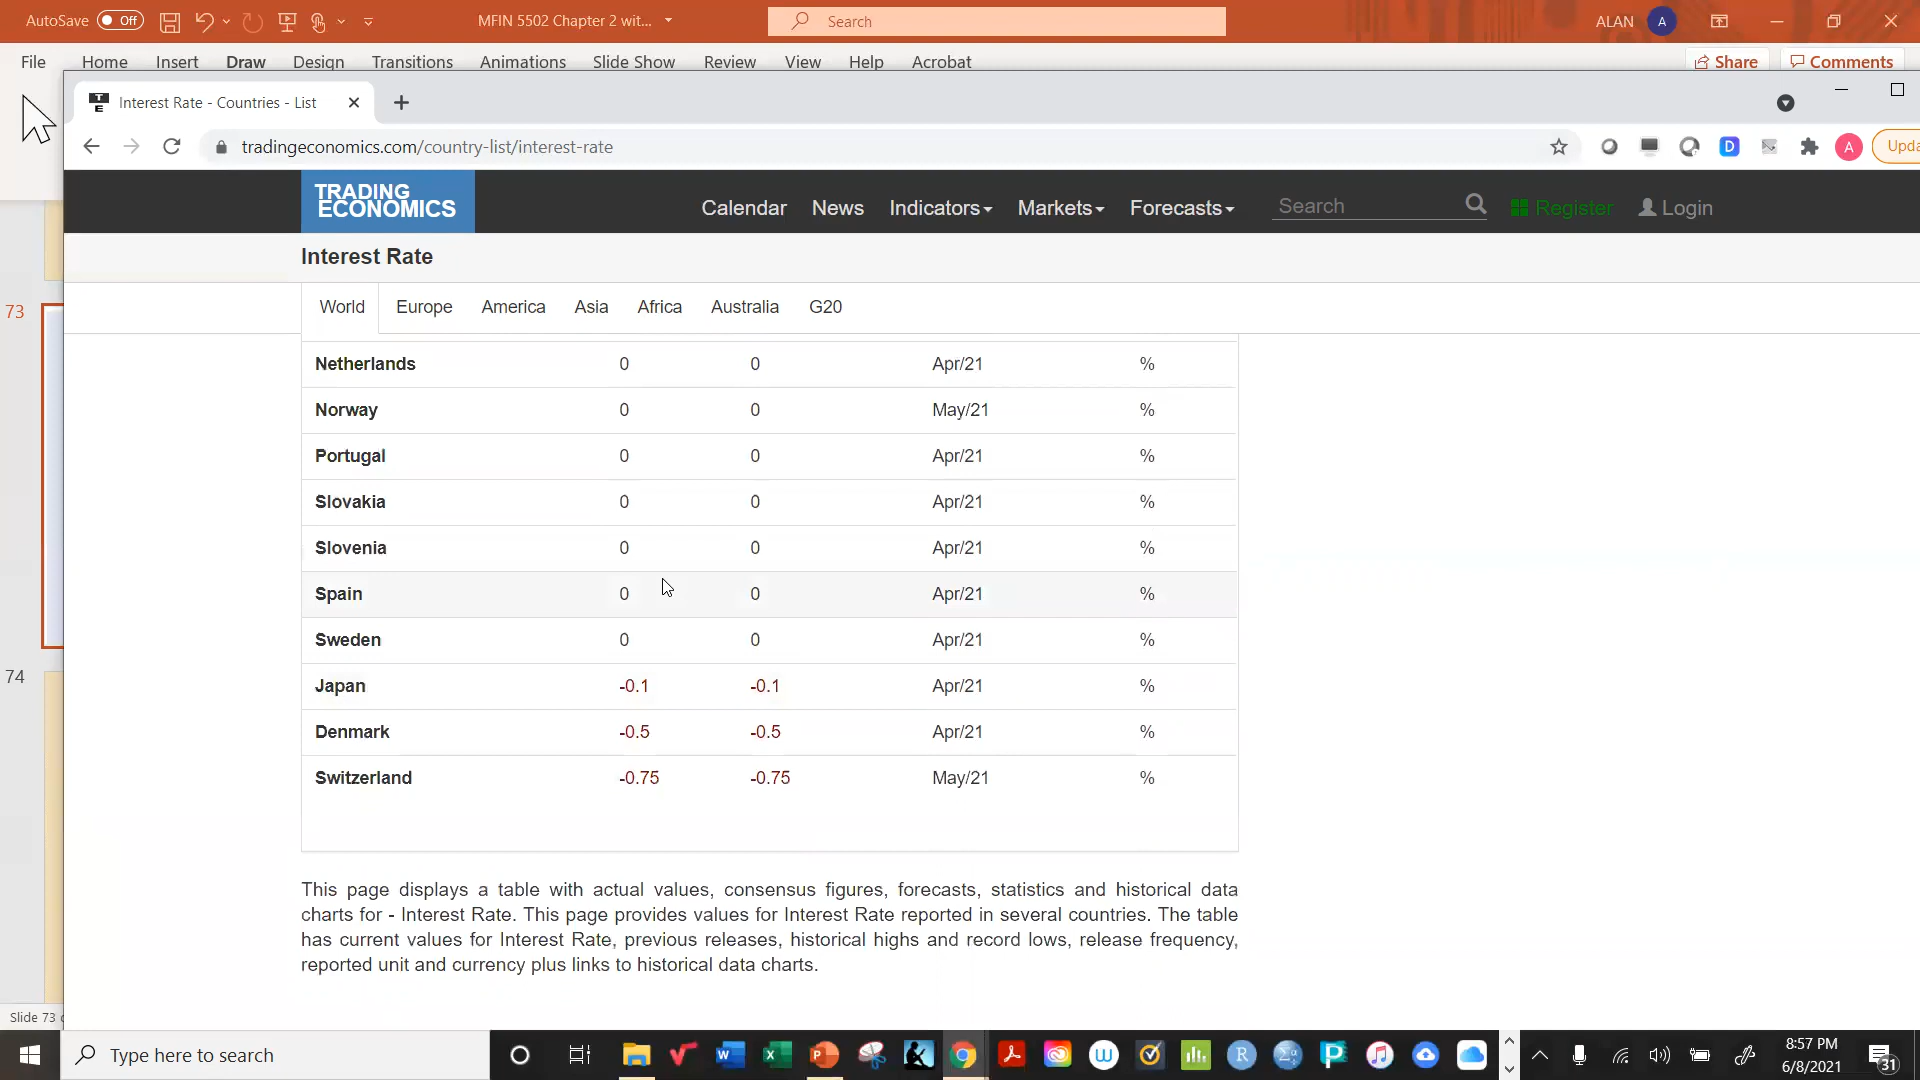 AutoSave Off MFIN 5502 Chapter 2 wit... Search ALAN A
File Home Insert Draw Design Transitions Animations Slide Show Review View Help Acrobat Share Comments
TE Interest Rate - Countries - List
tradingeconomics.com/country-list/interest-rate D A Upda
TRADING
ECONOMICS
Calendar News Indicators Markets Forecasts Search Register Login
Interest Rate
World Europe America Asia Africa Australia G20
73
74
Netherlands 0 0 Apr/21 %
Norway 0 0 May/21 %
Portugal 0 0 Apr/21 %
Slovakia 0 0 Apr/21 %
Slovenia 0 0 Apr/21 %
Spain 0 0 Apr/21 %
Sweden 0 0 Apr/21 %
Japan -0.1 -0.1 Apr/21 %
Denmark -0.5 -0.5 Apr/21 %
Switzerland -0.75 -0.75 May/21 %
This page displays a table with actual values, consensus figures, forecasts, statistics and historical data
charts for - Interest Rate. This page provides values for Interest Rate reported in several countries. The table
has current values for Interest Rate, previous releases, historical highs and record lows, release frequency,
reported unit and currency plus links to historical data charts.
Slide 73
Type here to search
8:57 PM
6/8/2021
31